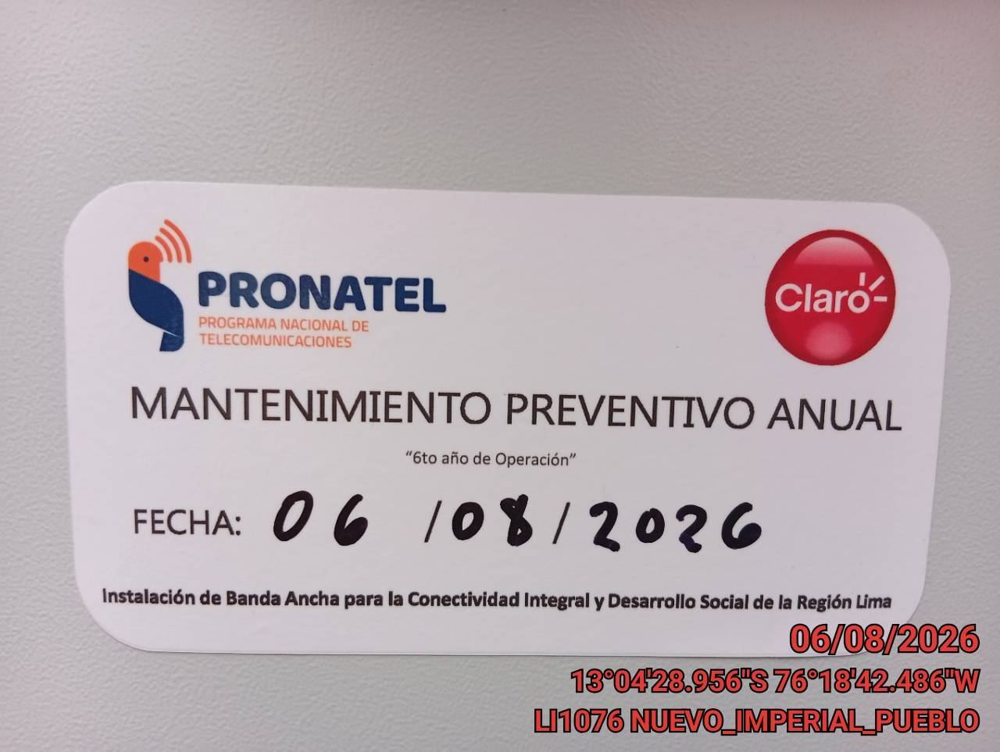 PRONATEL
PROGRAMA NACIONAL DE
TELECOMUNICACIONES
Claro
MANTENIMIENTO PREVENTIVO ANUAL
“6to año de Operación”
FECHA: 06 /08/2026
Instalación de Banda Ancha para la Conectividad Integral y Desarrollo Social de la Región Lima
06/08/2026
13°04'28.956"S 76°18'42.486"W
LI1076 NUEVO_IMPERIAL_PUEBLO